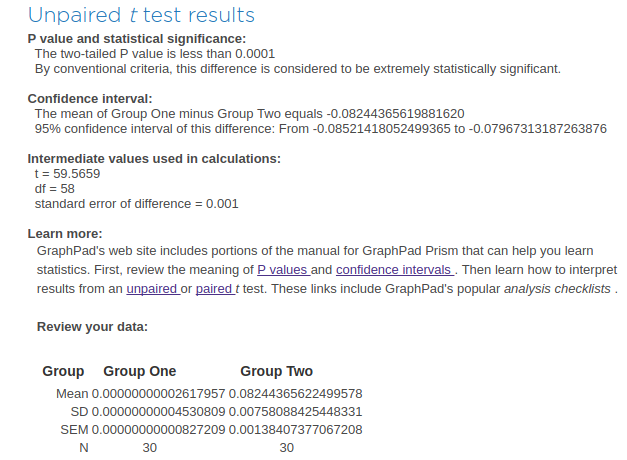 Unpaired t test results
P value and statistical significance:
The two-tailed P value is less than 0.0001
By conventional criteria, this difference is considered to be extremely statistically significant.
Confidence interval:
The mean of Group One minus Group Two equals -0.08244365619881620
95% confidence interval of this difference: From -0.08521418052499365 to -0.07967313187263876
Intermediate values used in calculations:
t = 59.5659
df = 58
standard error of difference = 0.001
Learn more:
GraphPad's web site includes portions of the manual for GraphPad Prism that can help you learn
statistics. First, review the meaning of P values and confidence intervals . Then learn how to interpret
results from an unpaired or paired t test. These links include GraphPad's popular analysis checklists .
Review your data:
Group Group One Group Two
Mean 0.00000000002617957 0.08244365622499578
SD 0.00000000004530809 0.00758088425448331
SEM 0.00000000000827209 0.00138407377067208
N 30 30